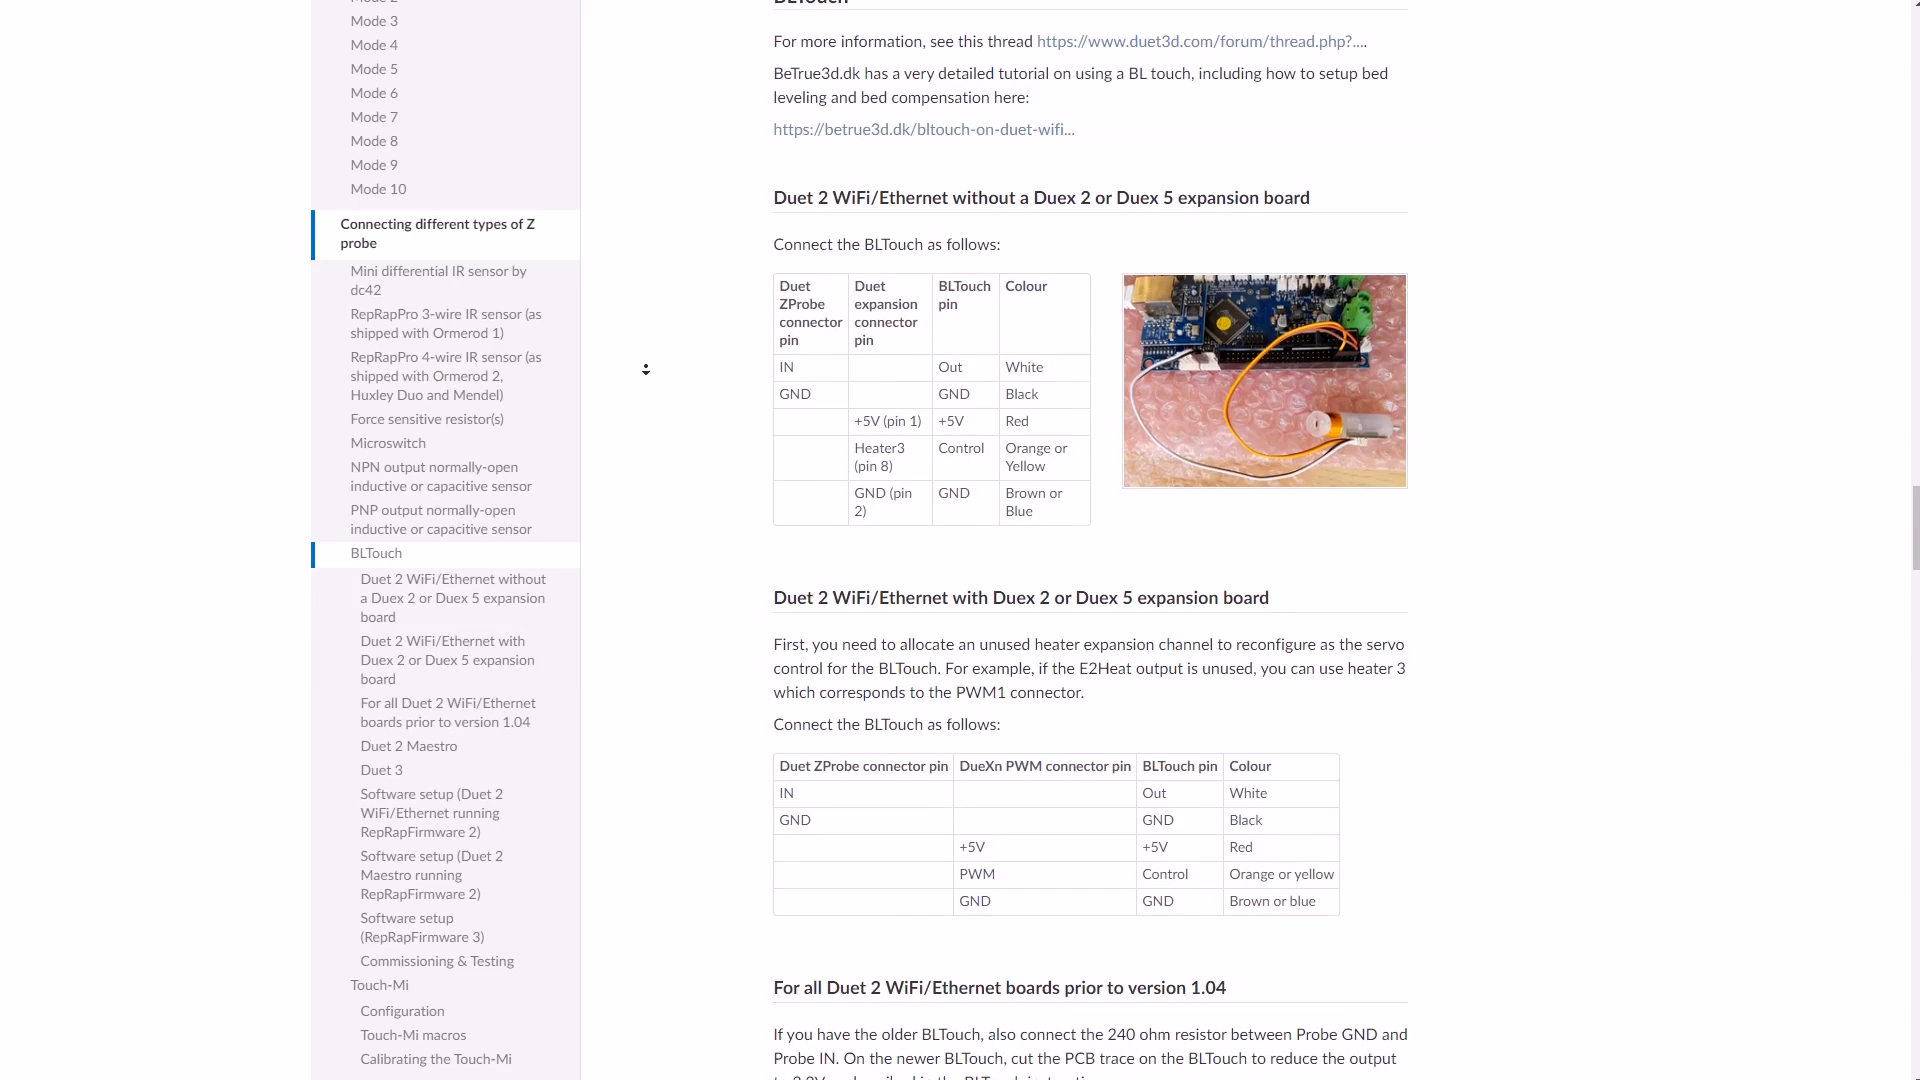 Mode 3
Mode 4
Mode 5
Mode 6
Mode 7
Mode 8
Mode 9
Mode 10
Connecting different types of Z
probe
Mini differential IR sensor by
dc42
RepRapPro 3-wire IR sensor (as
shipped with Ormerod 1)
RepRapPro 4-wire IR sensor (as
shipped with Ormerod 2,
Huxley Duo and Mendel)
Force sensitive resistor(s)
Microswitch
NPN output normally-open
inductive or capacitive sensor
PNP output normally-open
inductive or capacitive sensor
BLTouch
Duet 2 WiFi/Ethernet without
a Duex 2 or Duex 5 expansion
board
Duet 2 WiFi/Ethernet with
Duex 2 or Duex 5 expansion
board
For all Duet 2 WiFi/Ethernet
boards prior to version 1.04
Duet 2 Maestro
Duet 3
Software setup (Duet 2
WiFi/Ethernet running
RepRapFirmware 2)
Software setup (Duet 2
Maestro running
RepRapFirmware 2)
Software setup
(RepRapFirmware 3)
Commissioning & Testing
Touch-Mi
Configuration
Touch-Mi macros
Calibrating the Touch-Mi
BLTouch
For more information, see this thread https://www.duet3d.com/forum/thread.php?....
BeTrue3d.dk has a very detailed tutorial on using a BL touch, including how to setup bed
leveling and bed compensation here:
https://betrue3d.dk/bltouch-on-duet-wifi...
Duet 2 WiFi/Ethernet without a Duex 2 or Duex 5 expansion board
Connect the BLTouch as follows:
Duet ZProbe connector pin Duet expansion connector pin BLTouch pin Colour
IN Out White
GND GND Black
+5V (pin 1) +5V Red
Heater3 (pin 8) Control Orange or Yellow
GND (pin 2) GND Brown or Blue
Duet 2 WiFi/Ethernet with Duex 2 or Duex 5 expansion board
First, you need to allocate an unused heater expansion channel to reconfigure as the servo
control for the BLTouch. For example, if the E2Heat output is unused, you can use heater 3
which corresponds to the PWM1 connector.
Connect the BLTouch as follows:
Duet ZProbe connector pin DueXn PWM connector pin BLTouch pin Colour
IN Out White
GND GND Black
+5V +5V Red
PWM Control Orange or yellow
GND GND Brown or blue
For all Duet 2 WiFi/Ethernet boards prior to version 1.04
If you have the older BLTouch, also connect the 240 ohm resistor between Probe GND and
Probe IN. On the newer BLTouch, cut the PCB trace on the BLTouch to reduce the output